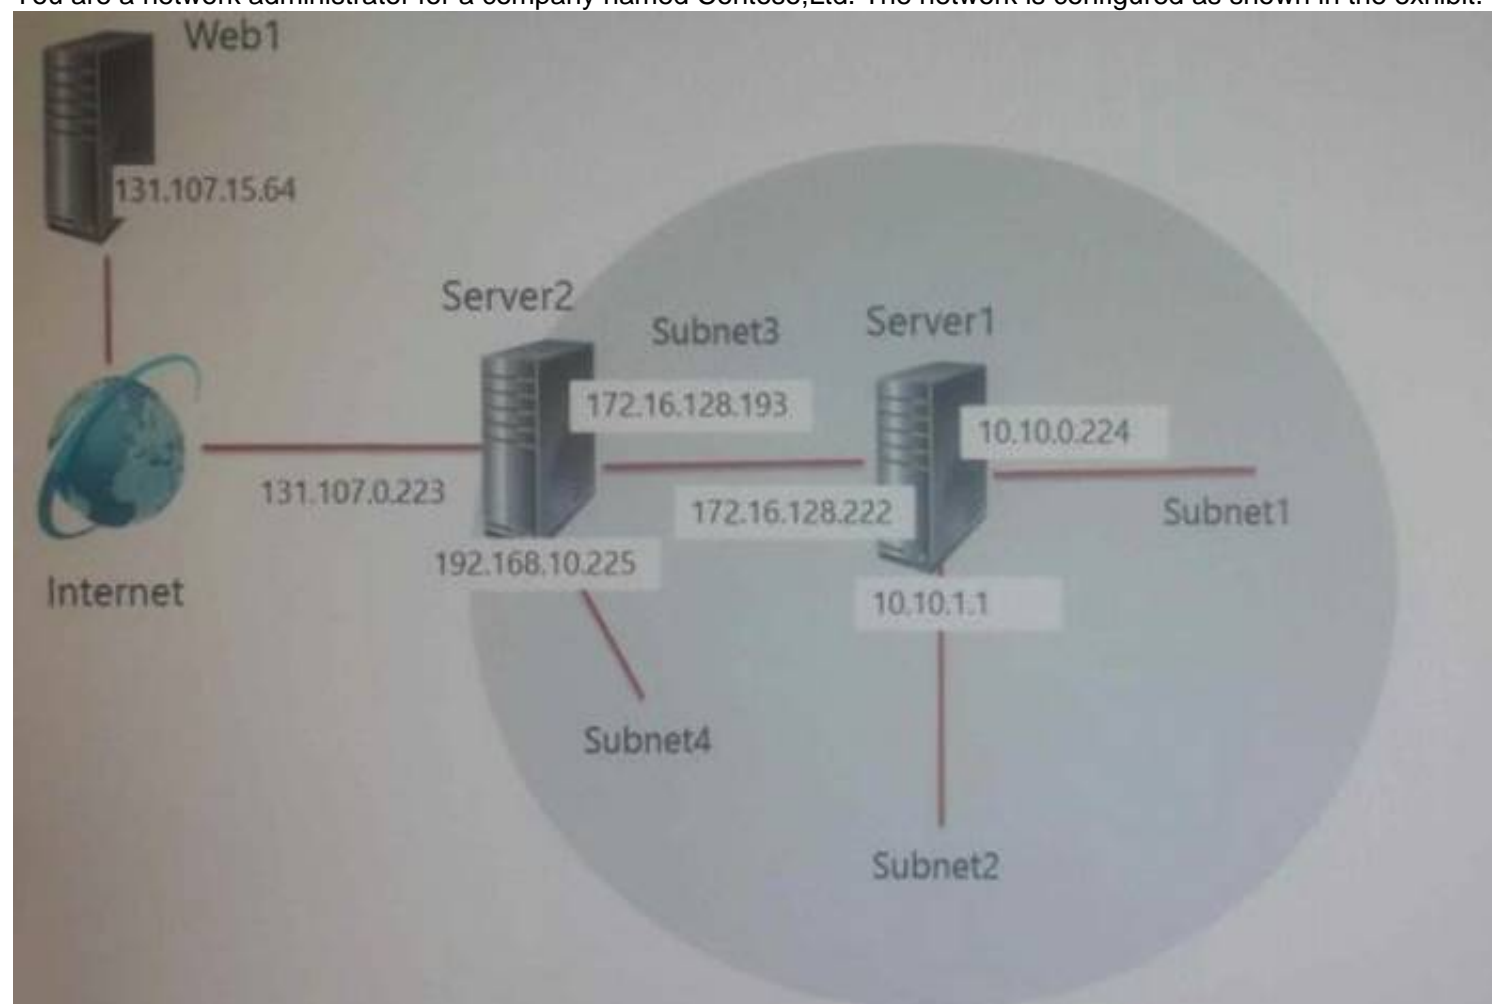 You are a network administrator for a company named Contoso,Ltd. The network is configured as shown in the exhibit.
Web1
131.107.15.64
Server2
Subnet3
Server1
172.16.128.193
10.10.0.224
131.107.0.223
172.16.128.222
Subnet1
192.168.10.225
Internet
10.10.1.1
Subnet4
Subnet2